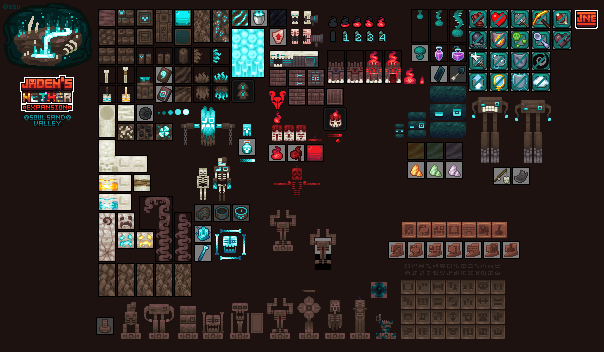 JADEN'S
NETHER
EXPANSION
SOUL SAND
VALLEY
JNE